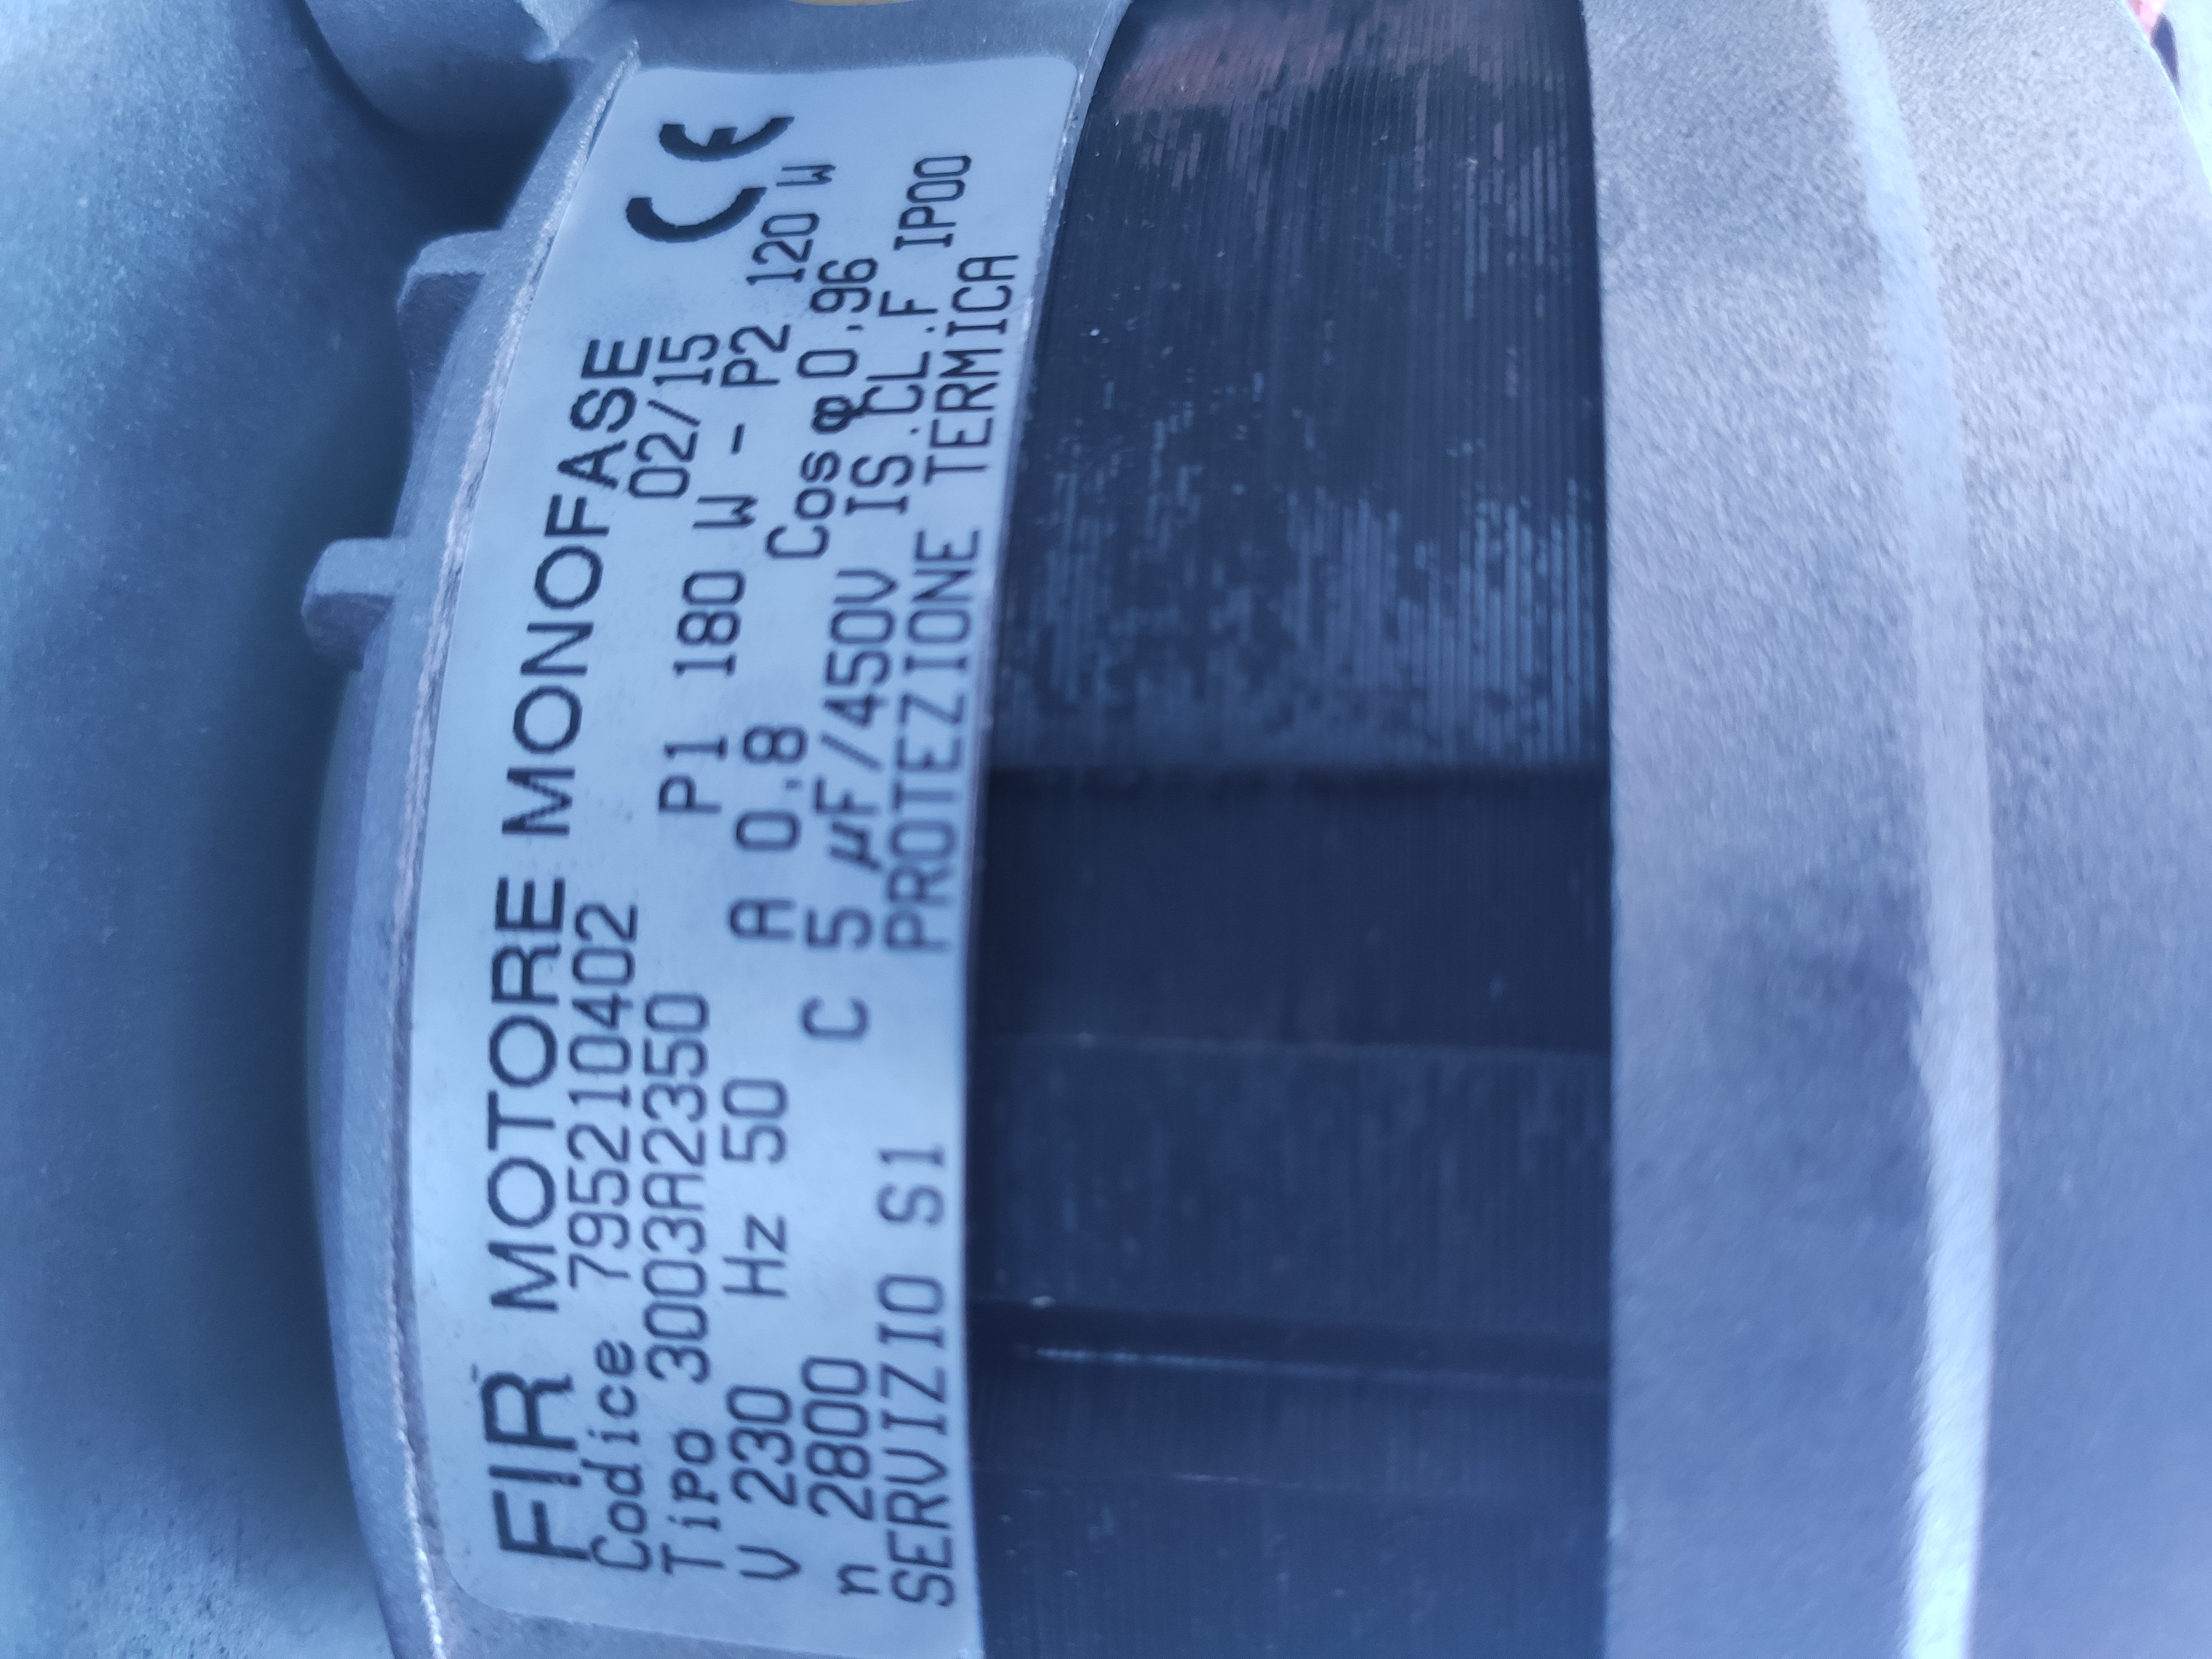 FIR MOTORE MONOFASE CE
Codice 795210402 02/15
Tipo 3003A2350 P1 180 W - P2 120 W
V 230 Hz 50 A 0,8 Cos φ 0,96
n 2800 C 5 µF/450V IS.CL.F IP00
SERVIZIO S1 PROTEZIONE TERMICA